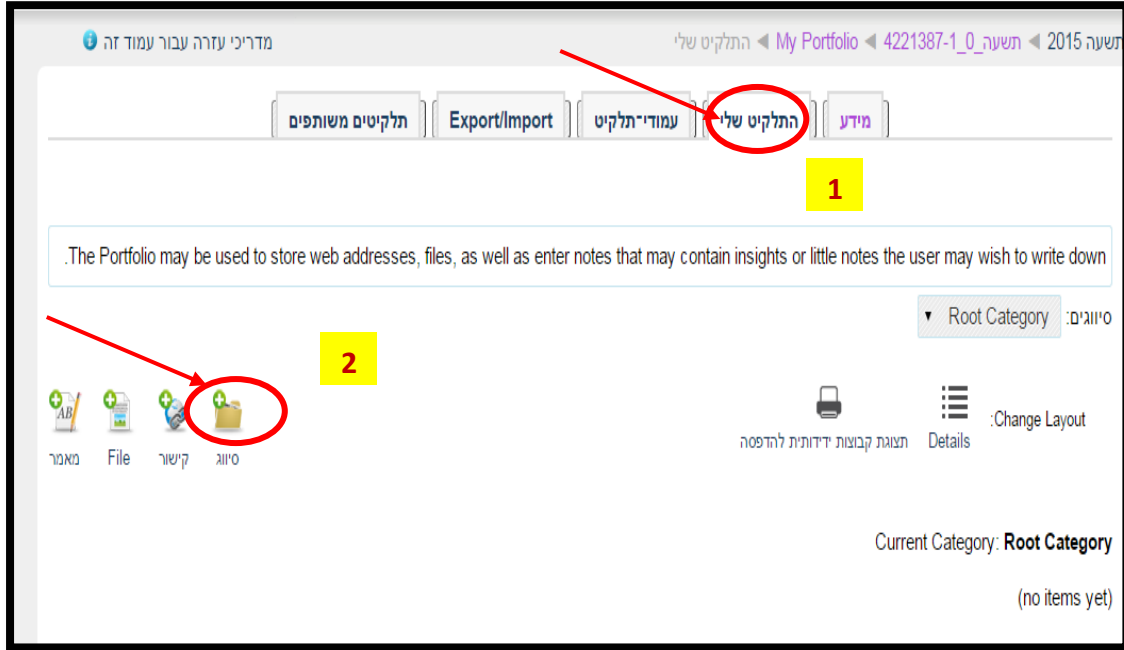 תשעה 2015 ◄ תשעה_0_4221387-1 ◄ My Portfolio ◄ התלקיט שלי
מדריכי עזרה עבור עמוד זה
מידע
התלקיט שלי
עמודי־תלקיט
Export/Import
תלקיטים משותפים
1
.The Portfolio may be used to store web addresses, files, as well as enter notes that may contain insights or little notes the user may wish to write down
סיווגים: Root Category
2
:Change Layout
Details
תצוגת קבוצות ידידותית להדפסה
סיווג
קישור
File
AB
מאמר
Current Category: Root Category
(no items yet)